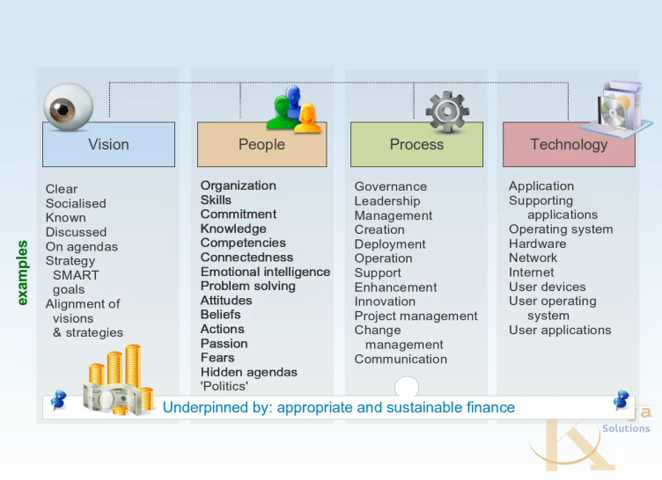 Vision
Clear
Socialised
Known
Discussed
On agendas
Strategy
SMART
goals
Alignment of
visions
& strategies
People
Organization
Skills
Commitment
Knowledge
Competencies
Connectedness
Emotional intelligence
Problem solving
Attitudes
Beliefs
Actions
Passion
Fears
Hidden agendas
'Politics'
Process
Governance
Leadership
Management
Creation
Deployment
Operation
Support
Enhancement
Innovation
Project management
Change
management
Communication
Technology
Application
Supporting
applications
Operating system
Hardware
Network
Internet
User devices
User operating
system
User applications
examples
Underpinned by: appropriate and sustainable finance
Solutions